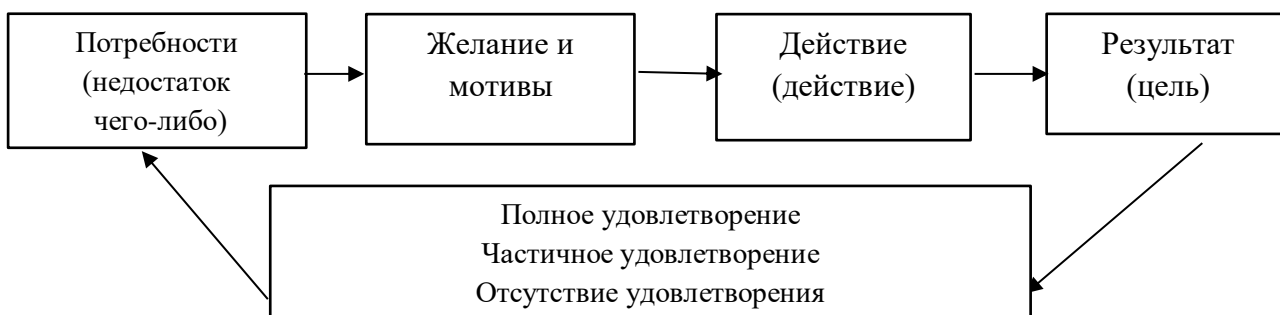 Потребности
(недостаток
чего-либо)
Желание и
мотивы
Действие
(действие)
Результат
(цель)
Полное удовлетворение
Частичное удовлетворение
Отсутствие удовлетворения